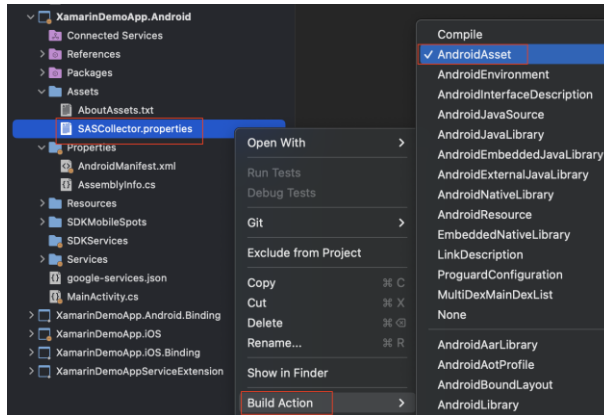 XamarinDemoApp.Android
Connected Services
References
Packages
Assets
AboutAssets.txt
SASCollector.properties
Properties
AndroidManifest.xml
AssemblyInfo.cs
Resources
SDKMobileSpots
SDKServices
Services
google-services.json
MainActivity.cs
XamarinDemoApp.Android.Binding
XamarinDemoApp.iOS
XamarinDemoApp.iOS.Binding
XamarinDemoAppServiceExtension
Open With
Run Tests
Debug Tests
Git
Exclude from Project
Copy ⌘ C
Cut ⌘ X
Delete ⌘ ⌫
Rename... ⌘ R
Show in Finder
Build Action
Compile
✓ AndroidAsset
AndroidEnvironment
AndroidInterfaceDescription
AndroidJavaSource
AndroidJavaLibrary
AndroidEmbeddedJavaLibrary
AndroidExternalJavaLibrary
AndroidNativeLibrary
AndroidResource
EmbeddedNativeLibrary
LinkDescription
ProguardConfiguration
MultiDexMainDexList
None
AndroidAarLibrary
AndroidAotProfile
AndroidBoundLayout
AndroidLibrary